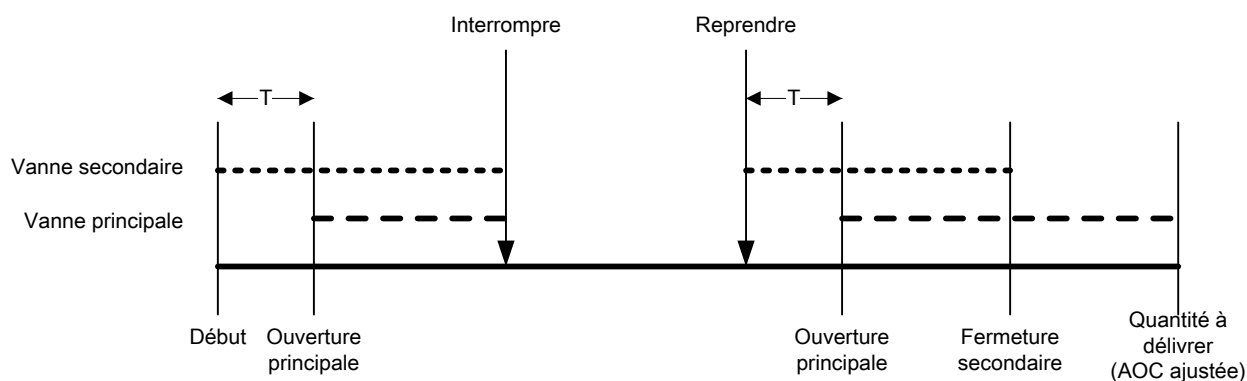 Interrompre
Reprendre
T
T
Vanne secondaire
Vanne principale
Début
Ouverture
principale
Ouverture
principale
Fermeture
secondaire
Quantité à
délivrer
(AOC ajustée)